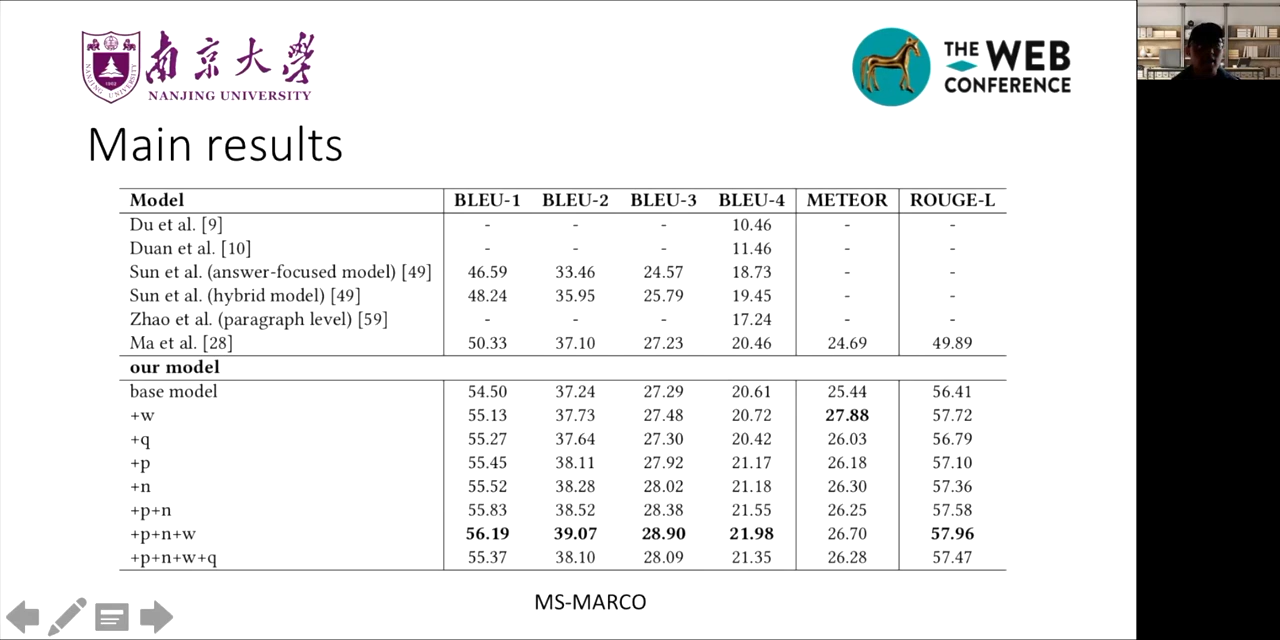 南京大学
NANJING UNIVERSITY
THE WEB
CONFERENCE
Main results
Model BLEU-1 BLEU-2 BLEU-3 BLEU-4 METEOR ROUGE-L
Du et al. [9] - - - 10.46 - -
Duan et al. [10] - - - 11.46 - -
Sun et al. (answer-focused model) [49] 46.59 33.46 24.57 18.73 - -
Sun et al. (hybrid model) [49] 48.24 35.95 25.79 19.45 - -
Zhao et al. (paragraph level) [59] - - - 17.24 - -
Ma et al. [28] 50.33 37.10 27.23 20.46 24.69 49.89
our model
base model 54.50 37.24 27.29 20.61 25.44 56.41
+w 55.13 37.73 27.48 20.72 27.88 57.72
+q 55.27 37.64 27.30 20.42 26.03 56.79
+p 55.45 38.11 27.92 21.17 26.18 57.10
+n 55.52 38.28 28.02 21.18 26.30 57.36
+p+n 55.83 38.52 28.38 21.55 26.25 57.58
+p+n+w 56.19 39.07 28.90 21.98 26.70 57.96
+p+n+w+q 55.37 38.10 28.09 21.35 26.28 57.47
MS-MARCO